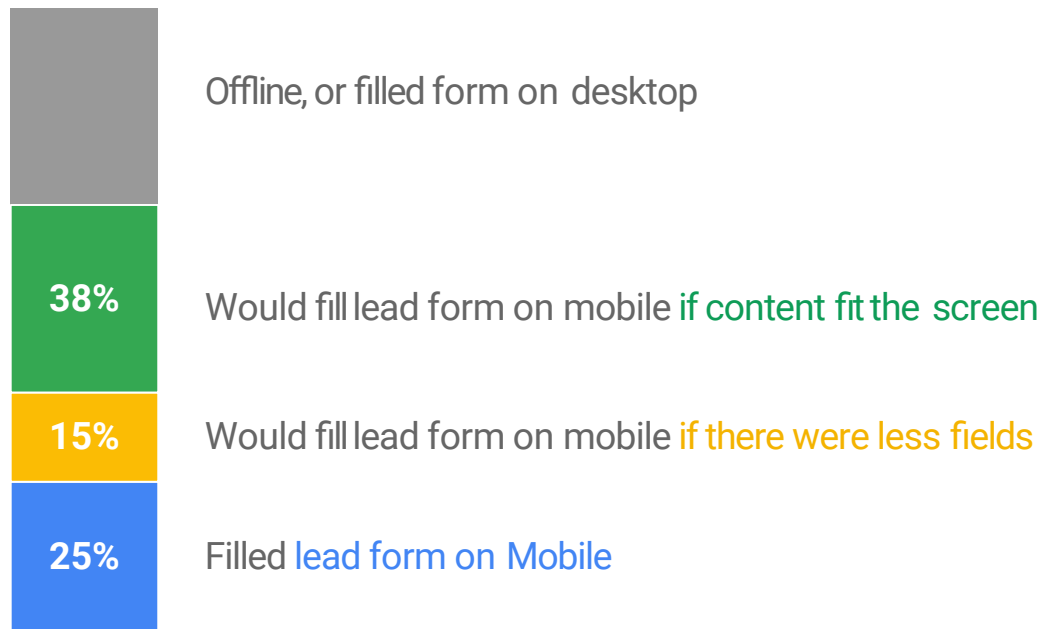 Offline, or filled form on desktop
38%
Would fill lead form on mobile if content fit the screen
15%
Would fill lead form on mobile if there were less fields
25%
Filled lead form on Mobile